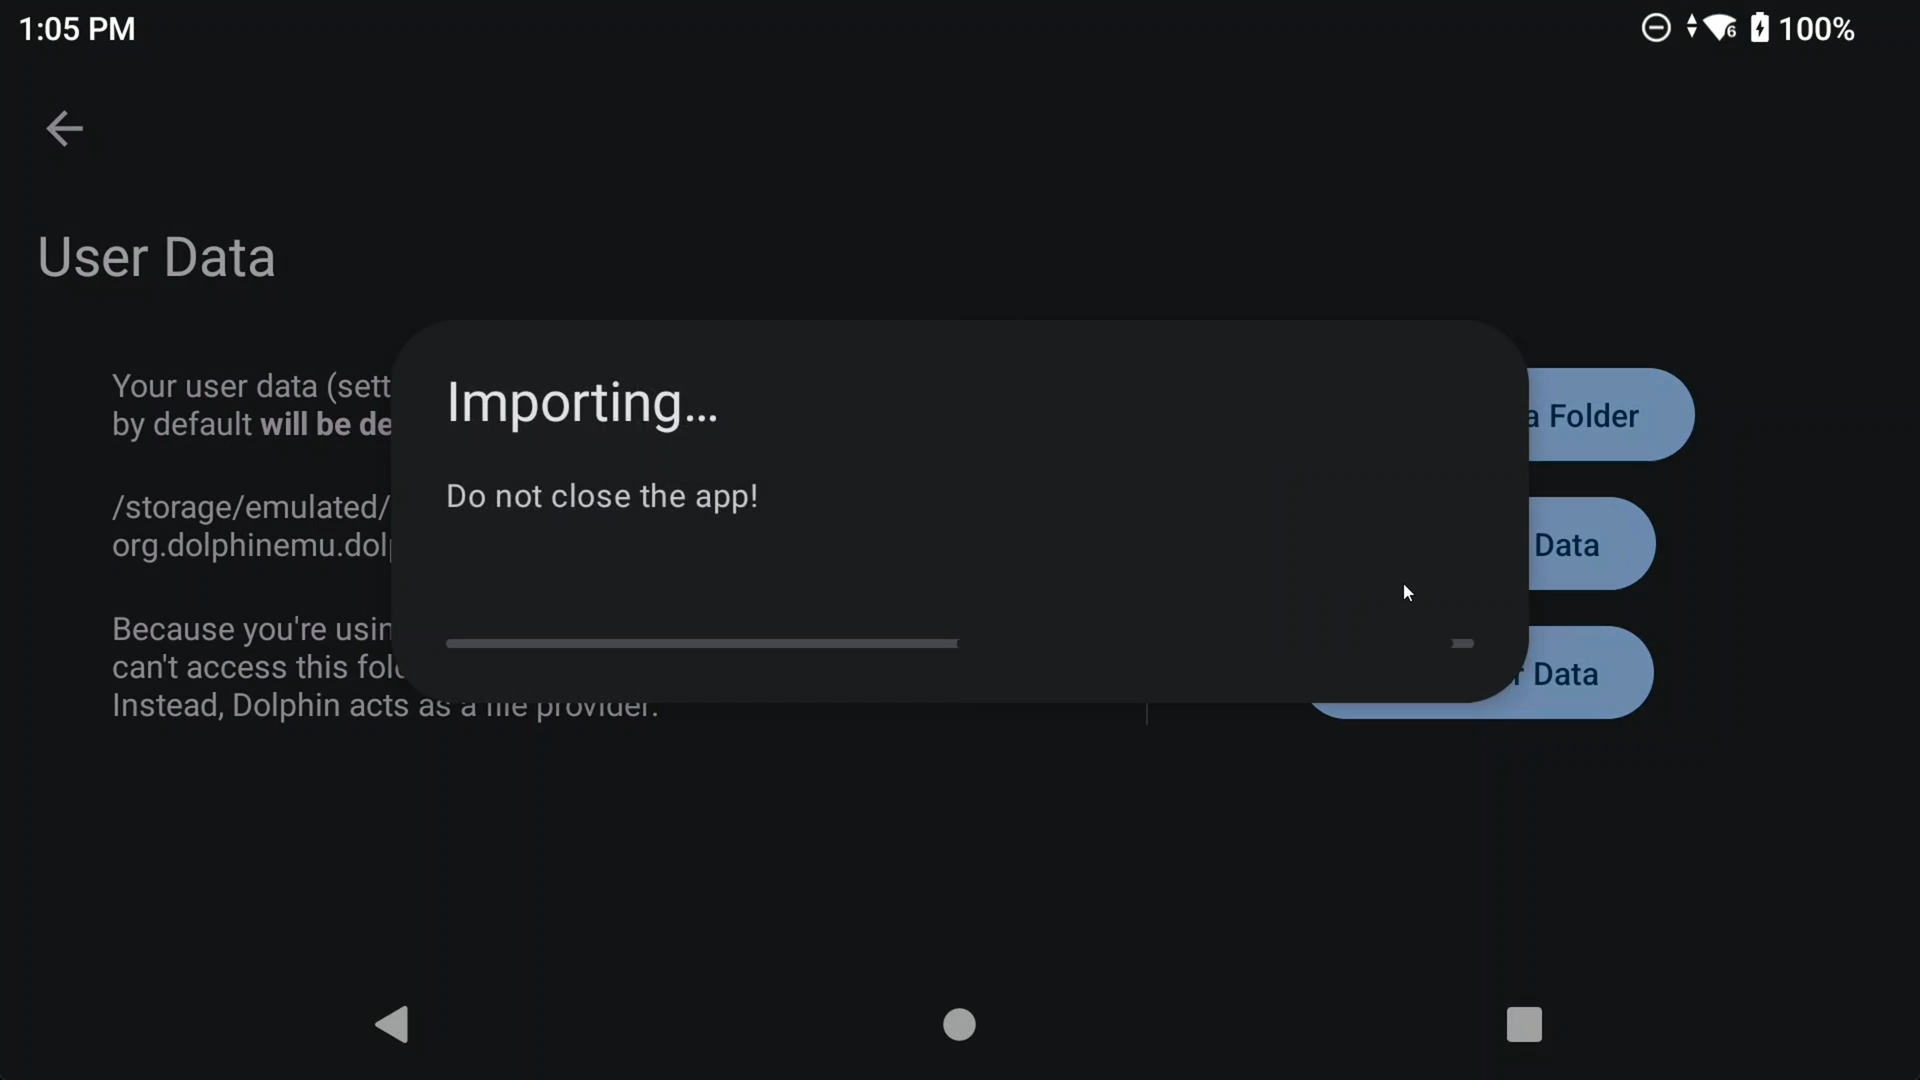 1:05 PM
6 100%
User Data
Importing...
Do not close the app!
Your user data (sett
by default will be de
/storage/emulated/
org.dolphinemu.dol
Because you're usin
can't access this fol
Instead, Dolphin acts as a file provider.
a Folder
Data
r Data